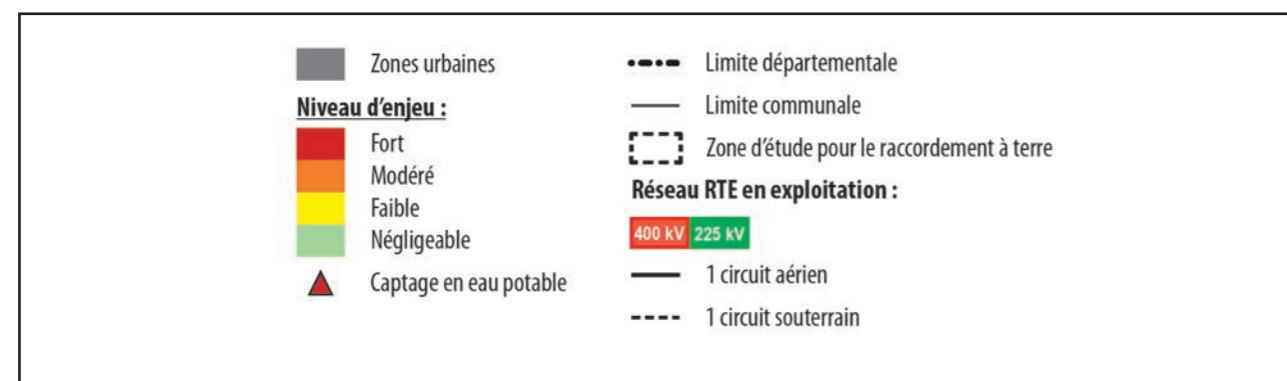 Zones urbaines
Niveau d'enjeu :
Fort
Modéré
Faible
Négligeable
Captage en eau potable
Limite départementale
Limite communale
Zone d'étude pour le raccordement à terre
Réseau RTE en exploitation :
400 kV 225 kV
1 circuit aérien
1 circuit souterrain